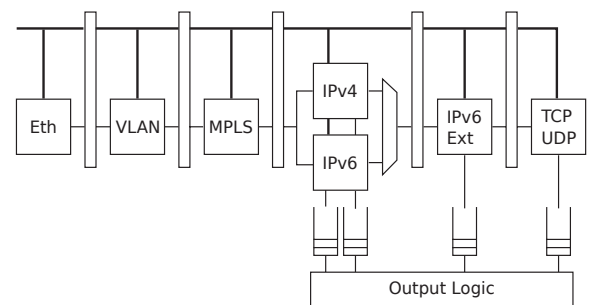 Eth
VLAN
MPLS
IPv4
IPv6
IPv6
Ext
TCP
UDP
Output Logic